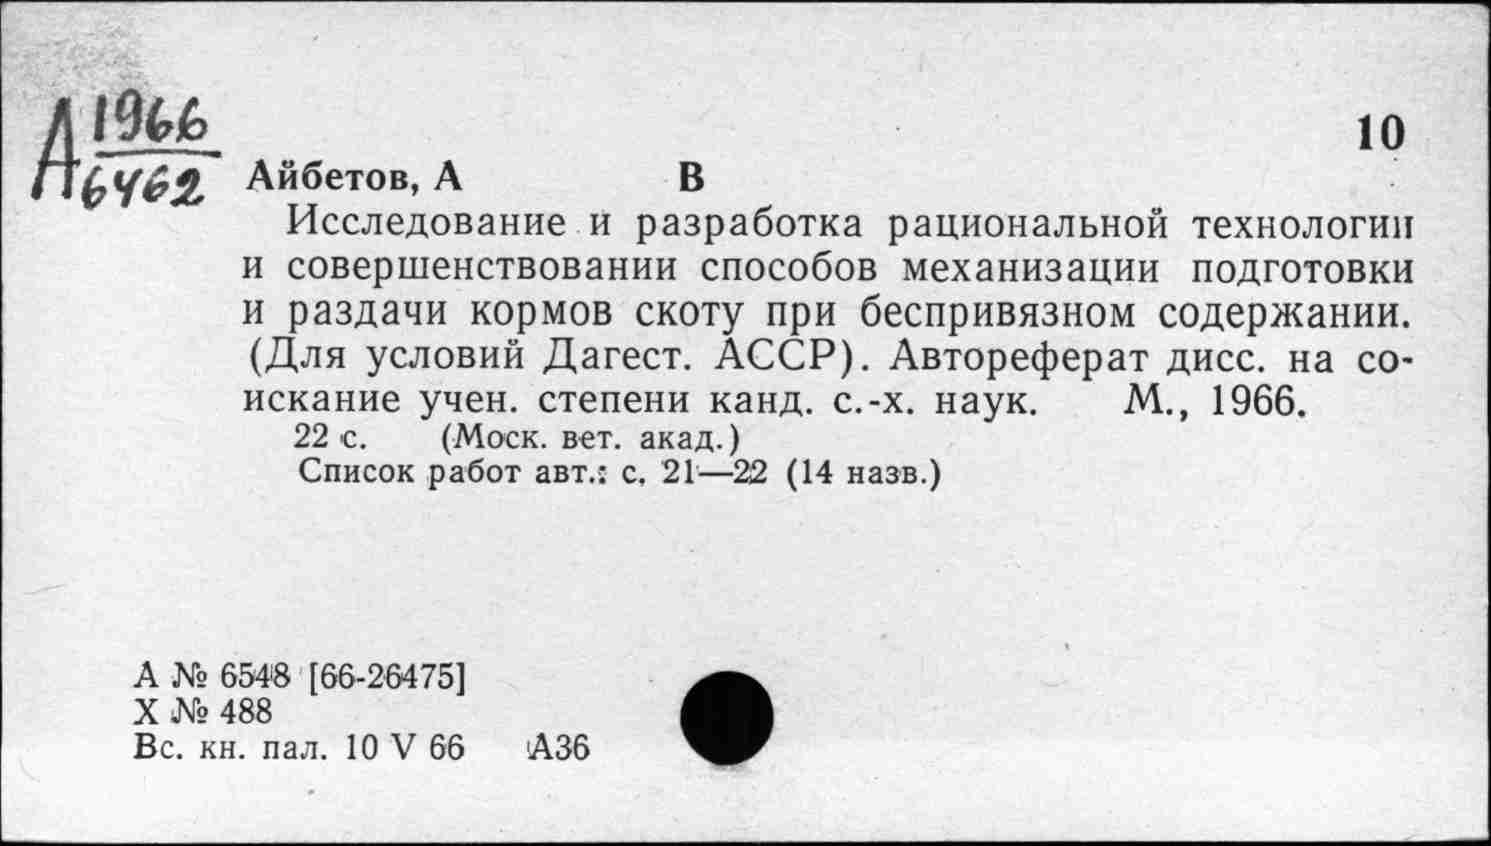 А 1966
6462
10
Айбетов, А В
Исследование и разработка рациональной технологии
и совершенствовании способов механизации подготовки
и раздачи кормов скоту при беспривязном содержании.
(Для условий Дагест. АССР). Автореферат дисс. на со-
искание учен. степени канд. с.-х. наук. М., 1966.
22 с. (Моск. вет. акад.)
Список работ авт.: с. 21—22 (14 назв.)
А № 6548 [66-26475]
Х № 488
Вс. кн. пал. 10 V 66 А36